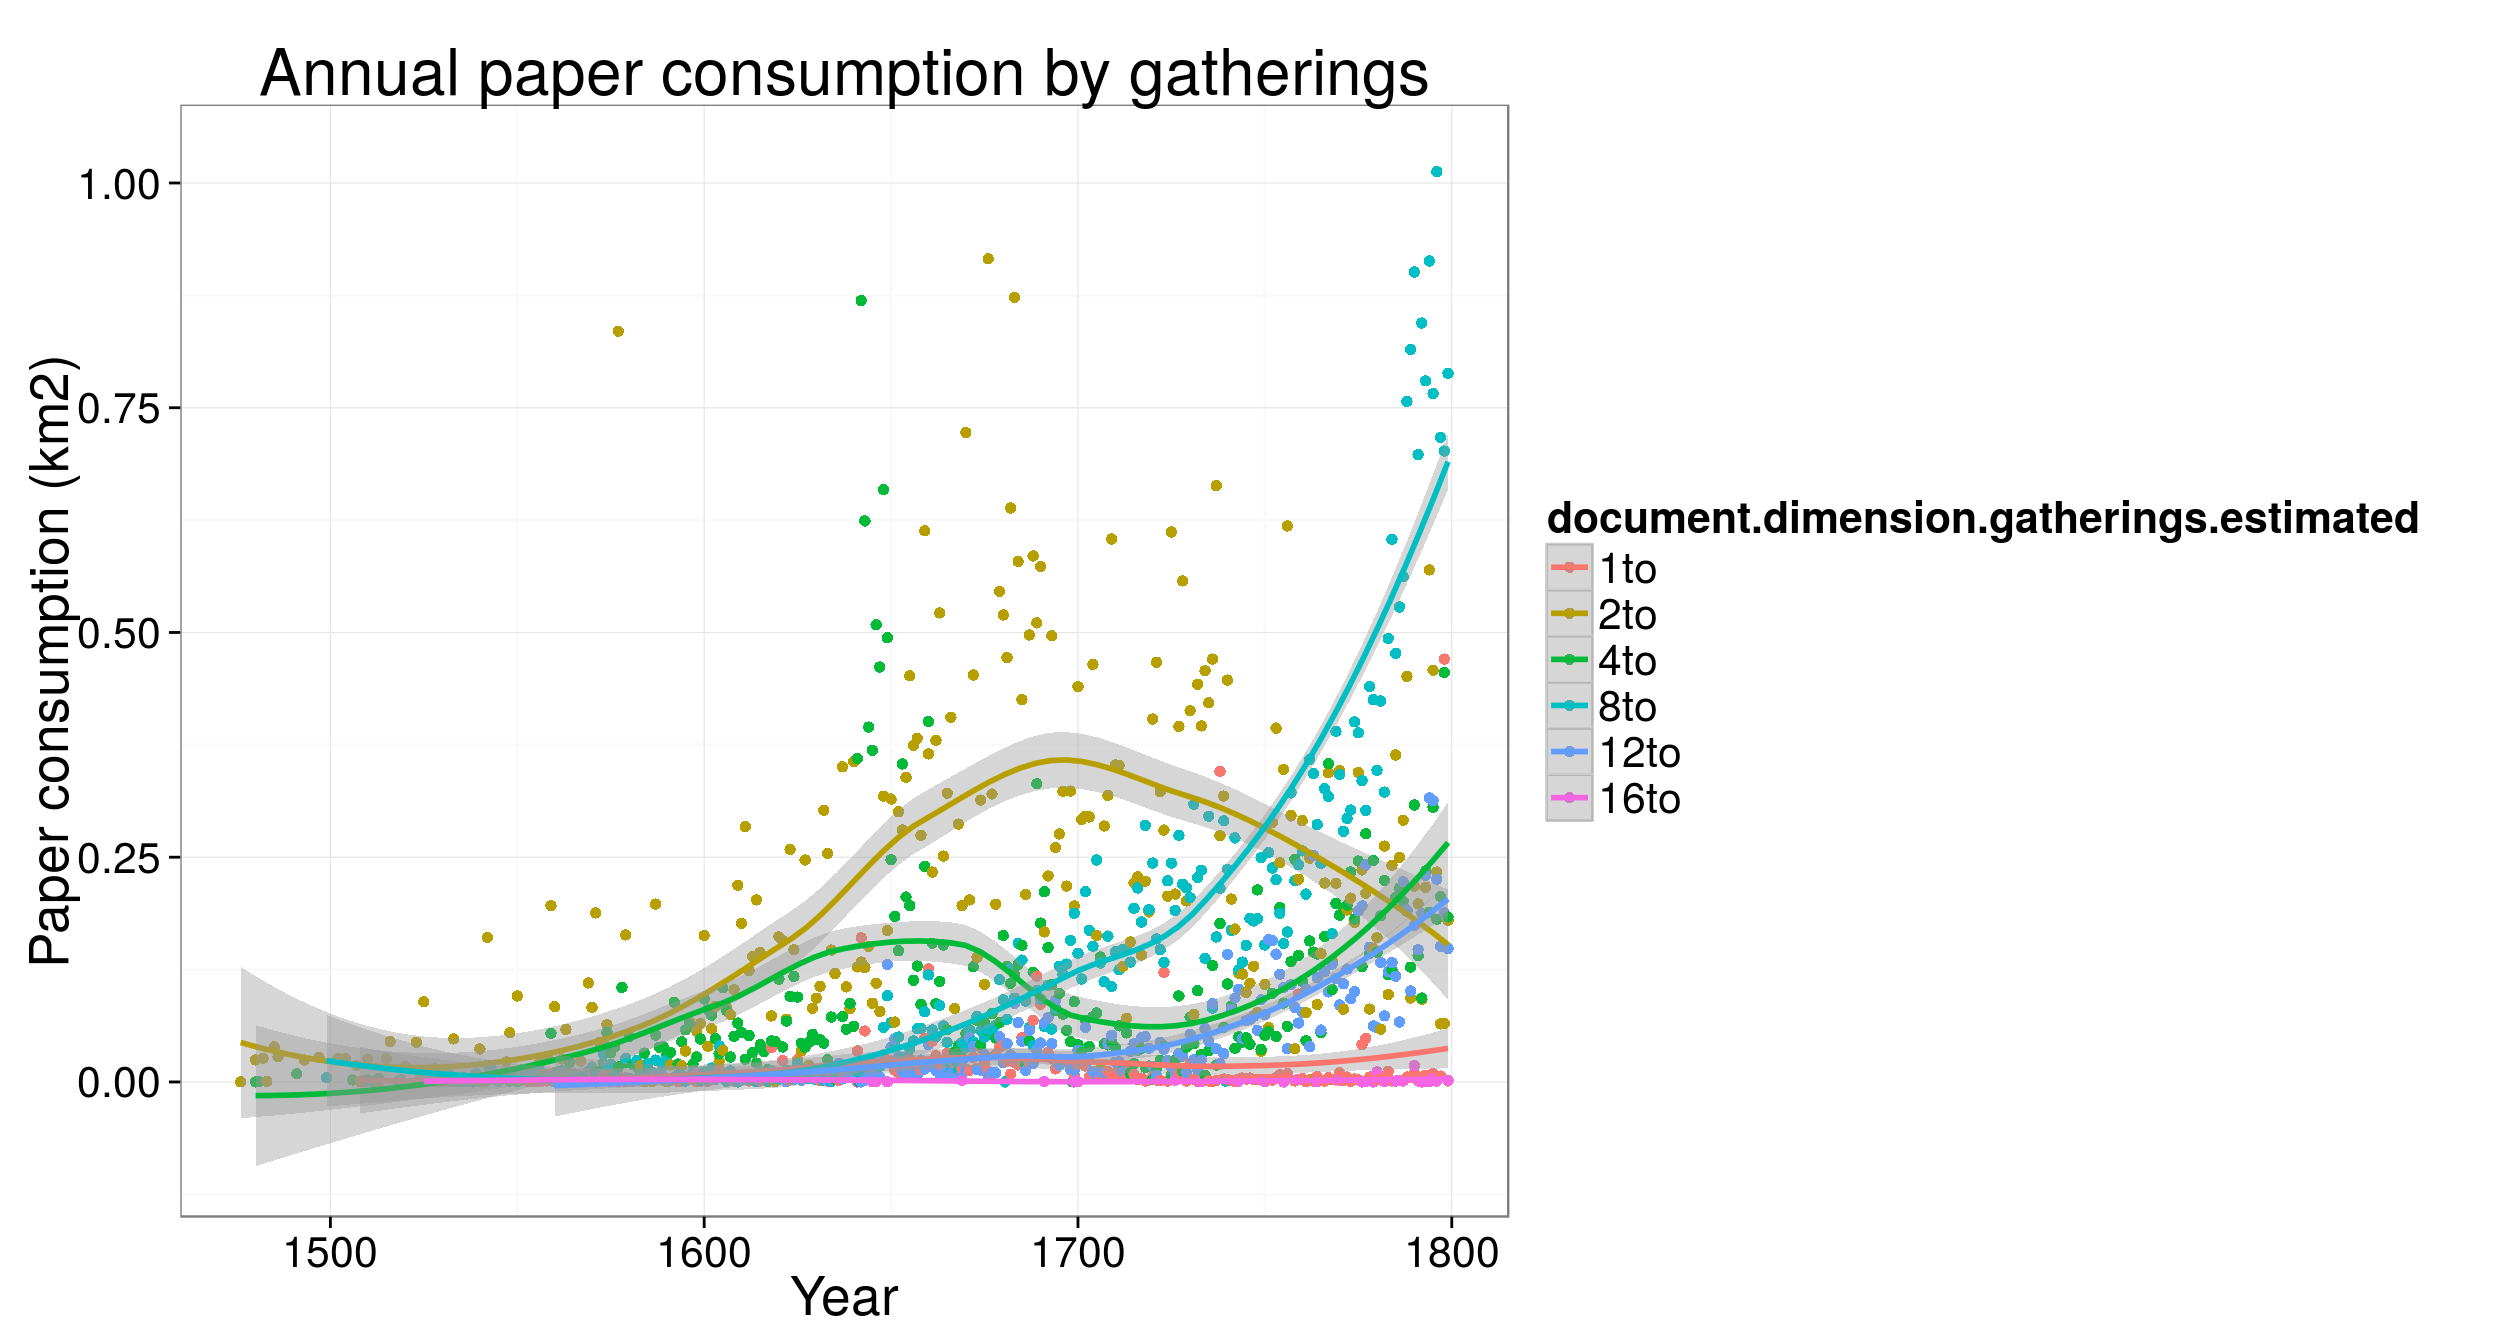 Annual paper consumption by gatherings
Paper consumption (km2)
1.00
0.75
0.50
0.25
0.00
1500
1600
1700
1800
Year
document.dimension.gatherings.estimated
1to
2to
4to
8to
12to
16to